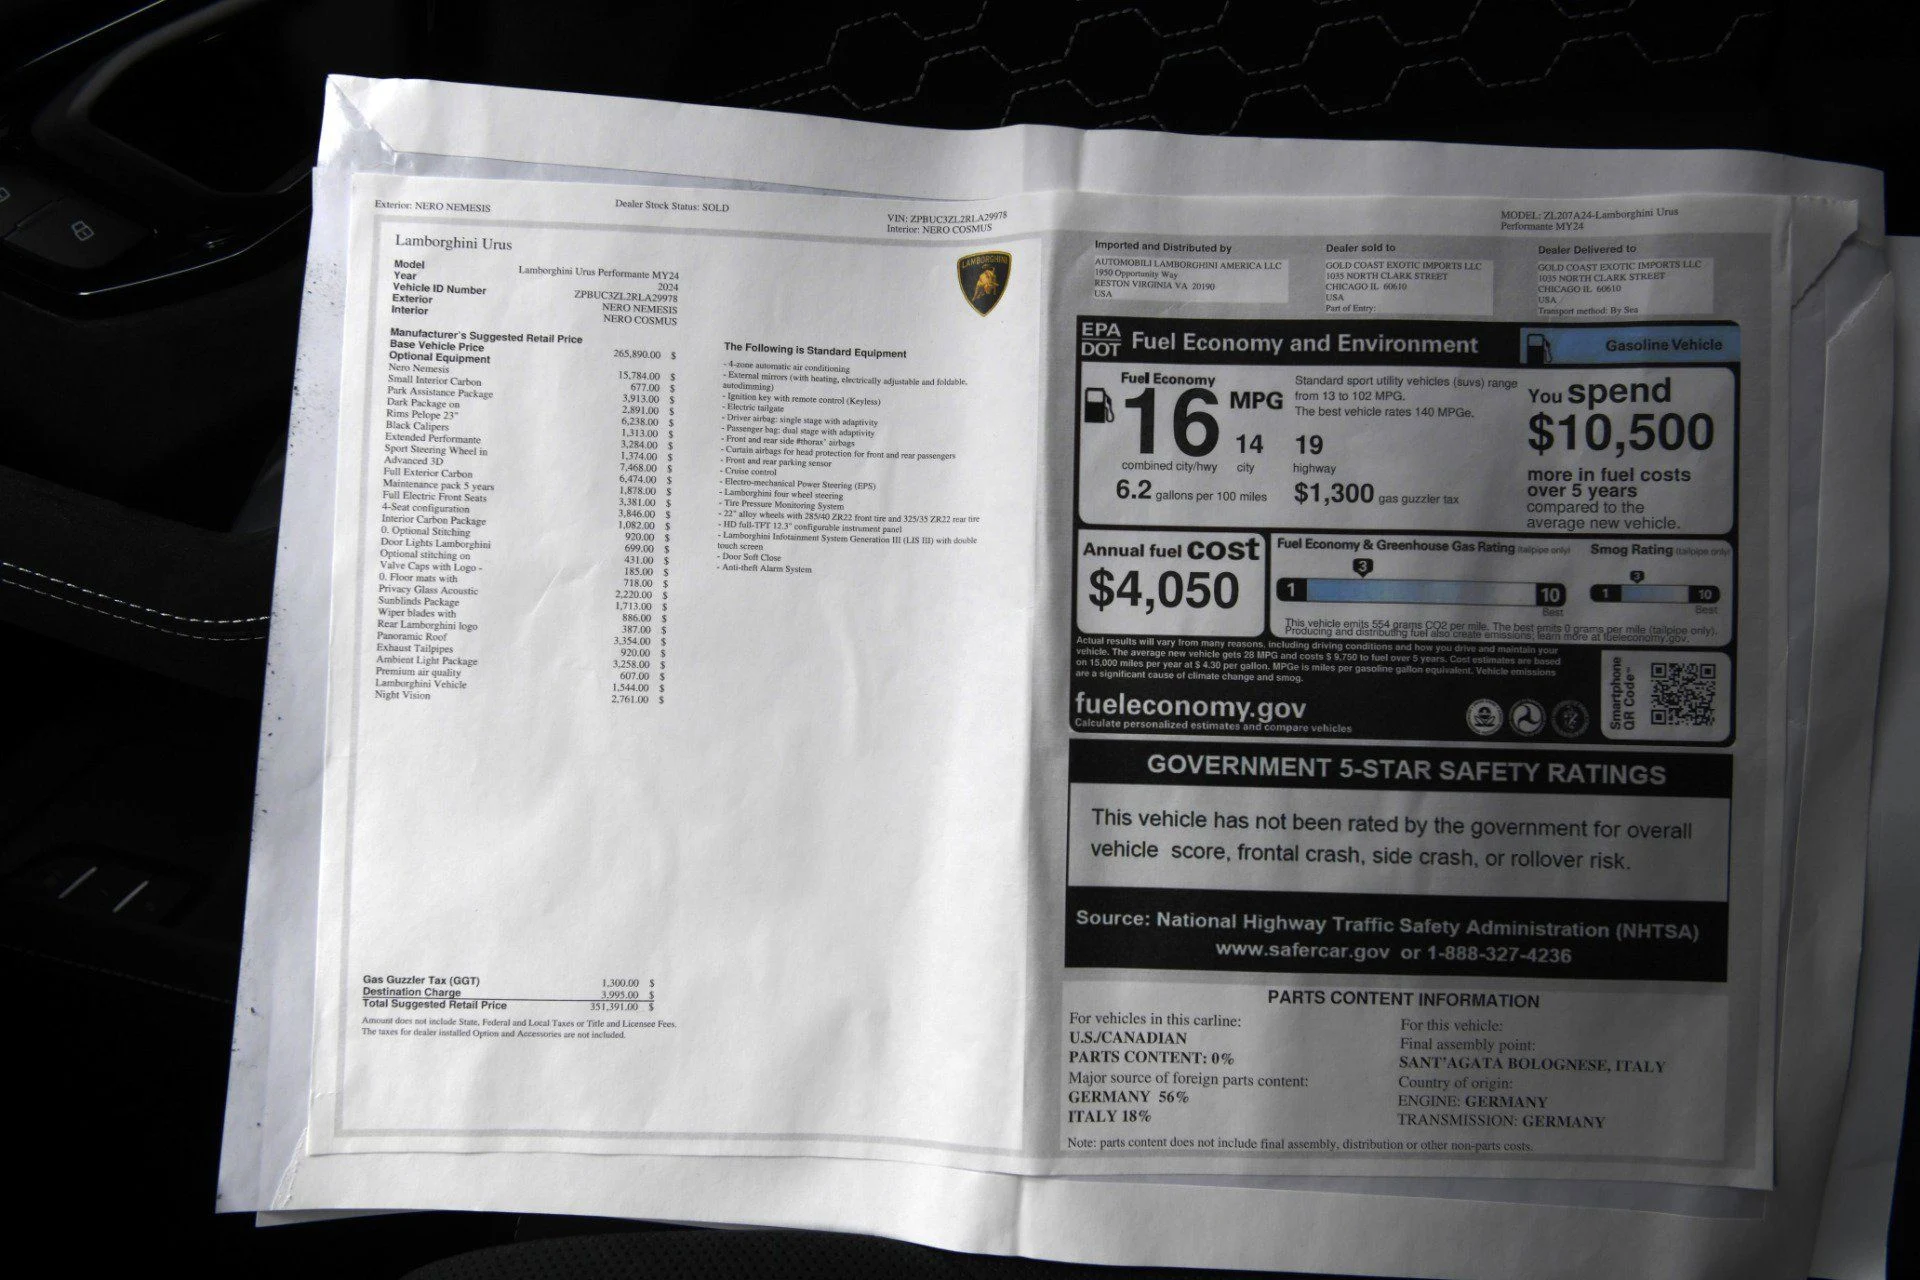 Exterior: NERO NEMESIS
Dealer Stock Status: SOLD
VIN: ZPBUC3ZL2RLA29978
Interior: NERO COSMUS
Lamborghini Urus
LAMBORGHINI
Model Lamborghini Urus Performante MY24
Year 2024
Vehicle ID Number ZPBUC3ZL2RLA29978
Exterior NERO NEMESIS
Interior NERO COSMUS
Manufacturer's Suggested Retail Price
Base Vehicle Price 265,890.00 $
Optional Equipment
Nero Nemesis 15,784.00 $
Small Interior Carbon 677.00 $
Park Assistance Package 3,913.00 $
Dark Package on 2,891.00 $
Rims Pelope 23" 6,238.00 $
Black Calipers 1,313.00 $
Extended Performante 3,284.00 $
Sport Steering Wheel in 1,374.00 $
Advanced 3D 7,468.00 $
Full Exterior Carbon 6,474.00 $
Maintenance pack 5 years 1,878.00 $
Full Electric Front Seats 3,381.00 $
4-Seat configuration 3,846.00 $
Interior Carbon Package 1,082.00 $
0. Optional Stitching 920.00 $
Door Lights Lamborghini 699.00 $
Optional stitching on 431.00 $
Valve Caps with Logo - 185.00 $
0. Floor mats with 718.00 $
Privacy Glass Acoustic 2,220.00 $
Sunblinds Package 1,713.00 $
Wiper blades with 886.00 $
Rear Lamborghini logo 387.00 $
Panoramic Roof 3,354.00 $
Exhaust Tailpipes 920.00 $
Ambient Light Package 3,258.00 $
Premium air quality 607.00 $
Lamborghini Vehicle 1,544.00 $
Night Vision 2,761.00 $
The Following is Standard Equipment
- 4-zone automatic air conditioning
- External mirrors (with heating, electrically adjustable and foldable,
autodimming)
- Ignition key with remote control (Keyless)
- Electric tailgate
- Driver airbag: single stage with adaptivity
- Passenger bag: dual stage with adaptivity
- Front and rear side #thorax' airbags
- Curtain airbags for head protection for front and rear passengers
- Front and rear parking sensor
- Cruise control
- Electro-mechanical Power Steering (EPS)
- Lamborghini four wheel steering
- Tire Pressure Monitoring System
- 22" alloy wheels with 285/40 ZR22 front tire and 325/35 ZR22 rear tire
- HD full-TFT 12.3" configurable instrument panel
- Lamborghini Infotainment System Generation III (LIS III) with double
touch screen
- Door Soft Close
- Anti-theft Alarm System
Gas Guzzler Tax (GGT) 1,300.00 $
Destination Charge 3,995.00 $
Total Suggested Retail Price 351,391.00 $
Amount does not include State, Federal and Local Taxes or Title and Licensee Fees.
The taxes for dealer installed Option and Accessories are not included.
MODEL: ZL207A24-Lamborghini Urus
Performante MY24
Imported and Distributed by
AUTOMOBILI LAMBORGHINI AMERICA LLC
1950 Opportunity Way
RESTON VIRGINIA VA 20190
USA
Dealer sold to
GOLD COAST EXOTIC IMPORTS LLC
1035 NORTH CLARK STREET
CHICAGO IL 60610
USA
Part of Entry:
Dealer Delivered to
GOLD COAST EXOTIC IMPORTS LLC
1035 NORTH CLARK STREET
CHICAGO IL 60610
USA
Transport method: By Sea
EPA
DOT
Fuel Economy and Environment
Gasoline Vehicle
Fuel Economy
16 MPG
combined city/hwy
14
city
19
highway
6.2 gallons per 100 miles
$1,300 gas guzzler tax
Standard sport utility vehicles (suvs) range
from 13 to 102 MPG.
The best vehicle rates 140 MPGe.
You spend
$10,500
more in fuel costs
over 5 years
compared to the
average new vehicle.
Annual fuel cost
$4,050
Fuel Economy & Greenhouse Gas Rating (tailpipe only)
3
1 10
Best
Smog Rating (tailpipe only)
3
1 10
Best
This vehicle emits 554 grams CO2 per mile. The best emits 0 grams per mile (tailpipe only).
Producing and distributing fuel also create emissions; learn more at fueleconomy.gov.
Actual results will vary from many reasons, including driving conditions and how you drive and maintain your
vehicle. The average new vehicle gets 28 MPG and costs $ 9,750 to fuel over 5 years. Cost estimates are based
on 15,000 miles per year at $ 4.30 per gallon. MPGe is miles per gasoline gallon equivalent. Vehicle emissions
are a significant cause of climate change and smog.
fueleconomy.gov
Calculate personalized estimates and compare vehicles
Smartphone
QR Code™
GOVERNMENT 5-STAR SAFETY RATINGS
This vehicle has not been rated by the government for overall
vehicle score, frontal crash, side crash, or rollover risk.
Source: National Highway Traffic Safety Administration (NHTSA)
www.safercar.gov or 1-888-327-4236
PARTS CONTENT INFORMATION
For vehicles in this carline:
U.S./CANADIAN
PARTS CONTENT: 0%
Major source of foreign parts content:
GERMANY 56%
ITALY 18%
For this vehicle:
Final assembly point:
SANT'AGATA BOLOGNESE, ITALY
Country of origin:
ENGINE: GERMANY
TRANSMISSION: GERMANY
Note: parts content does not include final assembly, distribution or other non-parts costs.